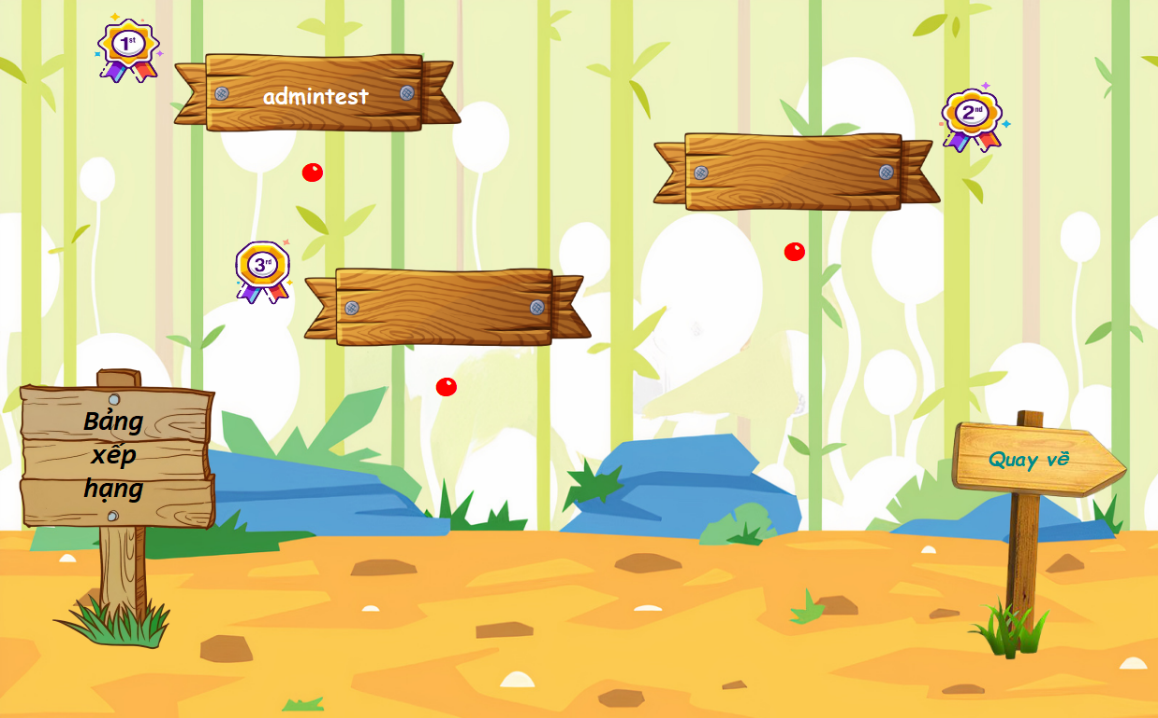 1st
admintest
2nd
3rd
Bảng
xếp
hạng
Quay về